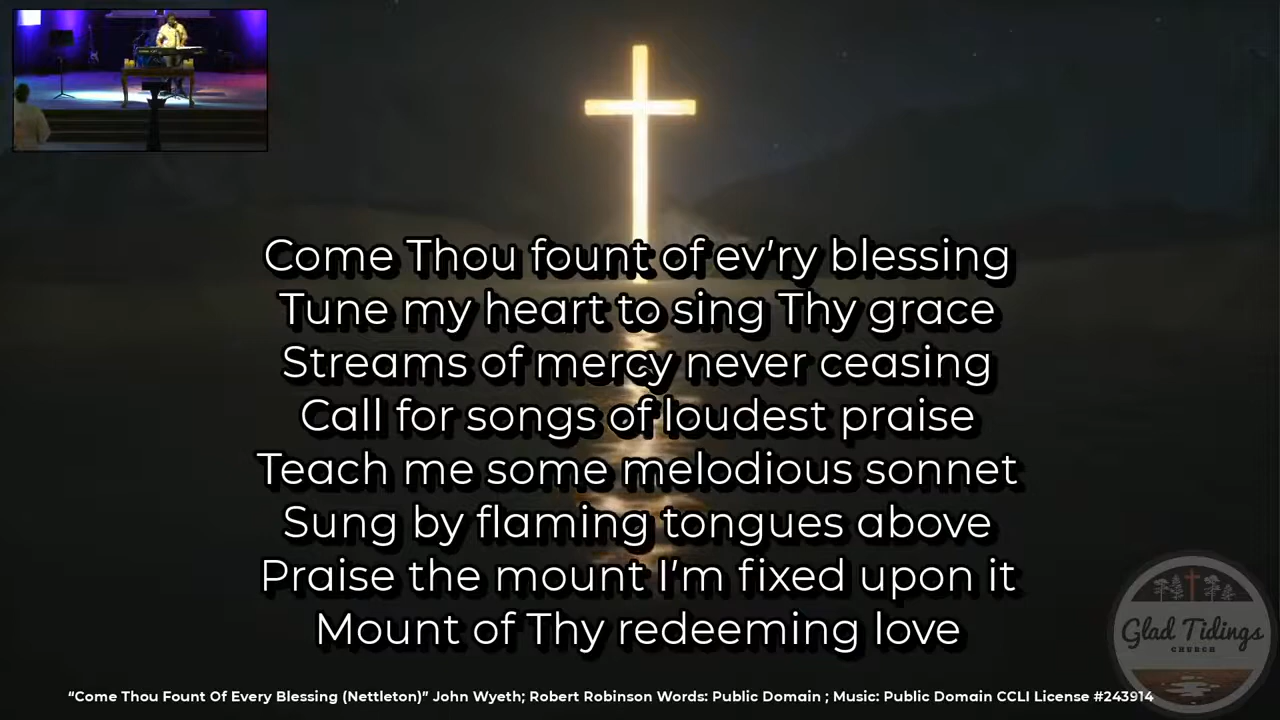 Come Thou fount of ev’ry blessing
Tune my heart to sing Thy grace
Streams of mercy never ceasing
Call for songs of loudest praise
Teach me some melodious sonnet
Sung by flaming tongues above
Praise the mount I’m fixed upon it
Mount of Thy redeeming love
Glad Tidings
CHURCH
“Come Thou Fount Of Every Blessing (Nettleton)” John Wyeth; Robert Robinson Words: Public Domain ; Music: Public Domain CCLI License #243914